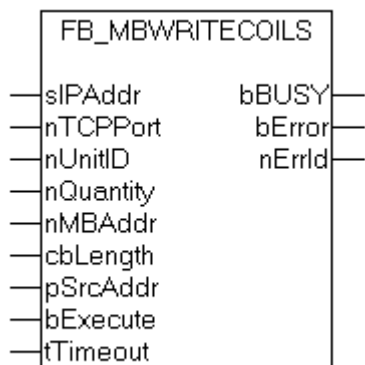 FB_MBWRITECOILS
sIPAddr bBUSY
nTCPPort bError
nUnitID nErrId
nQuantity
nMBAddr
cbLength
pSrcAddr
bExecute
tTimeout